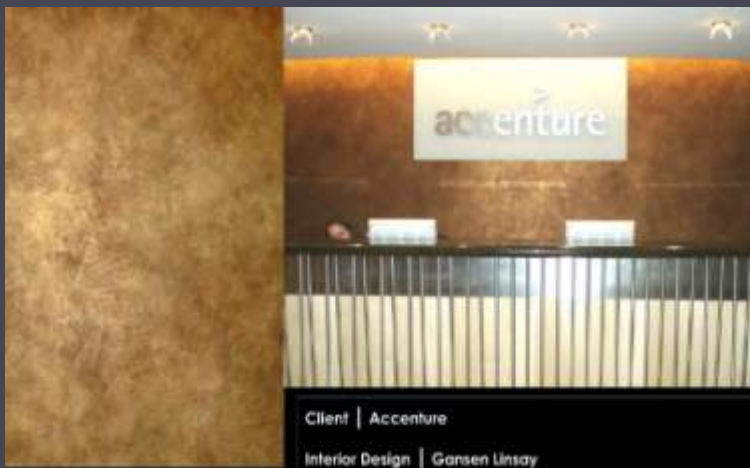 accenture
Client | Accenture
Interior Design | Gansen Linsay